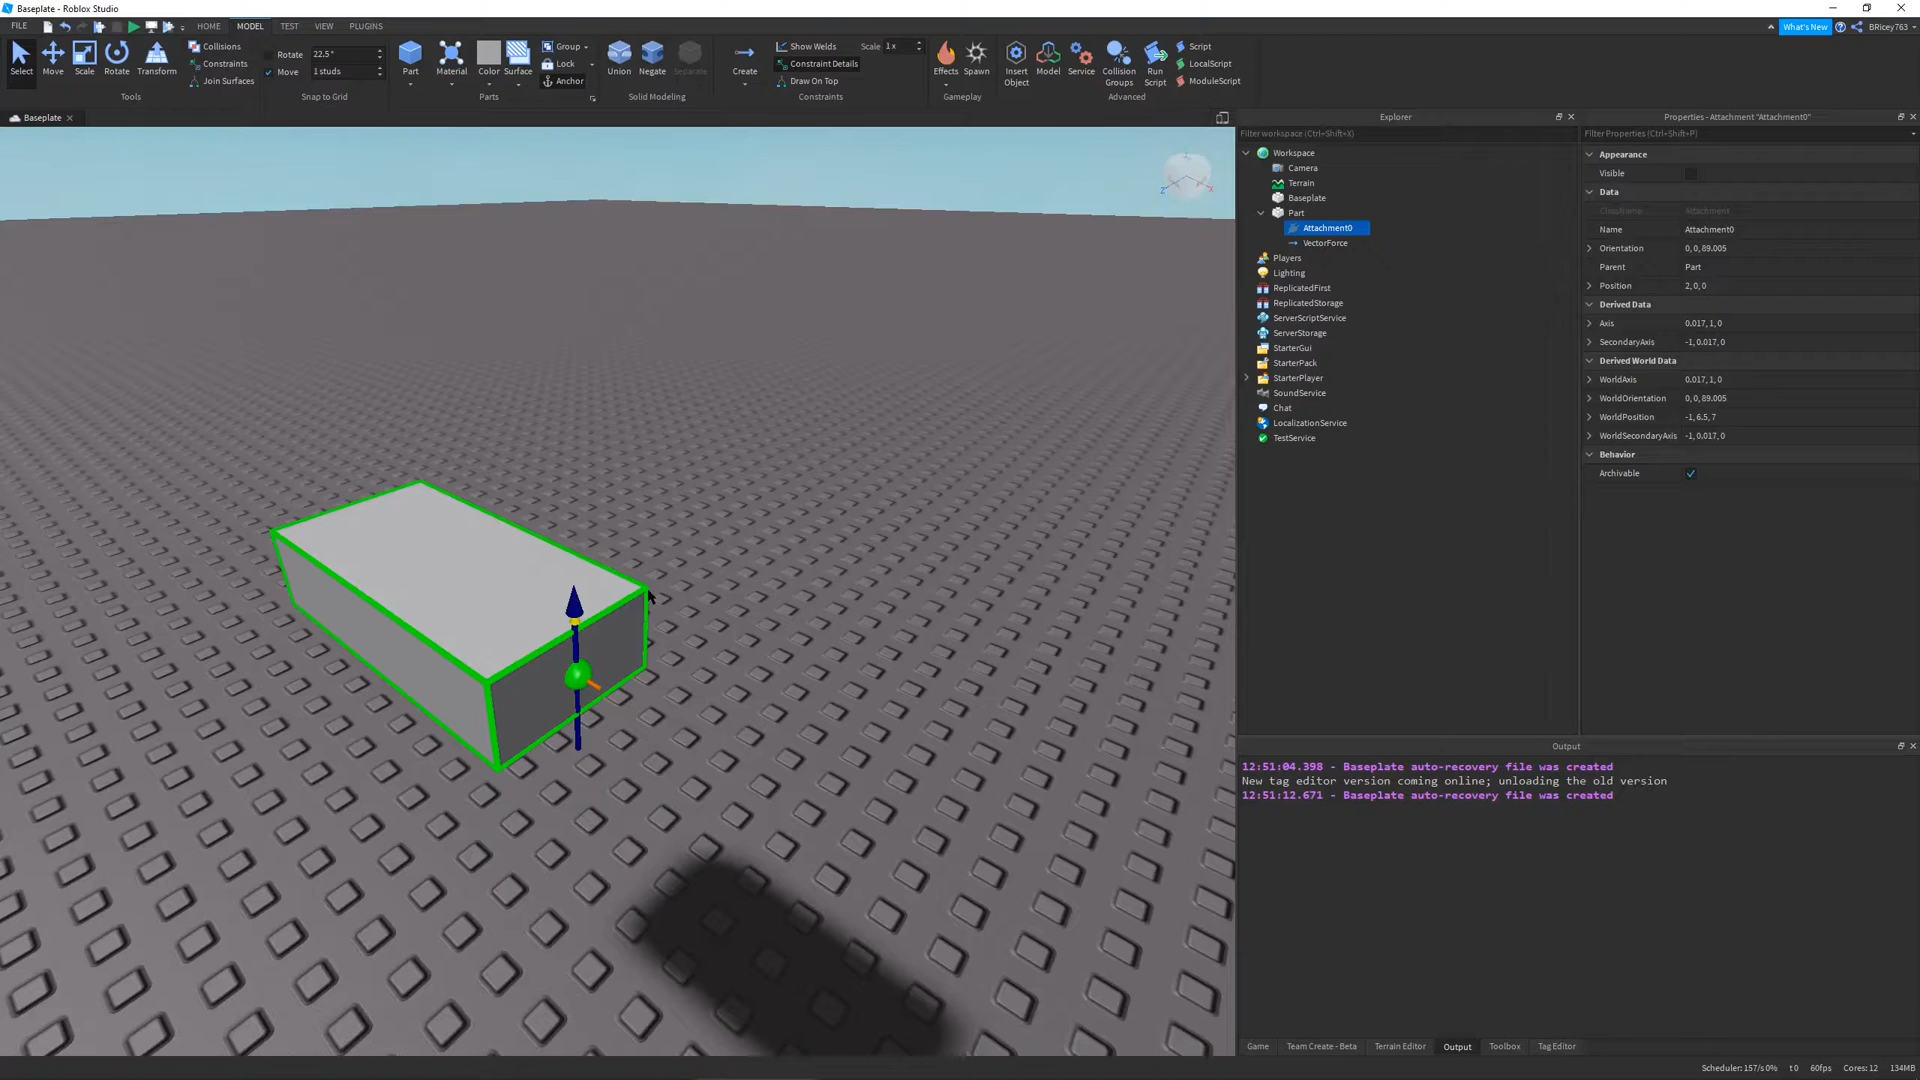 Baseplate - Roblox Studio
FILE HOME MODEL TEST VIEW PLUGINS What's New BRicey763
Select Move Scale Rotate Transform Collisions Constraints Join Surfaces
Tools
Rotate 22.5°
Move 1 studs
Snap to Grid
Part Material Color Surface Group Lock Anchor
Parts
Union Negate Separate
Solid Modeling
Create Show Welds Scale 1x
Constraint Details
Draw On Top
Constraints
Effects Spawn
Gameplay
Insert Object Model Service Collision Groups Run Script
Script
LocalScript
ModuleScript
Advanced
Baseplate
Explorer
Filter workspace (Ctrl+Shift+X)
Workspace
Camera
Terrain
Baseplate
Part
Attachment0
VectorForce
Players
Lighting
ReplicatedFirst
ReplicatedStorage
ServerScriptService
ServerStorage
StarterGui
StarterPack
StarterPlayer
SoundService
Chat
LocalizationService
TestService
Properties - Attachment "Attachment0"
Filter Properties (Ctrl+Shift+P)
Appearance
Visible
Data
ClassName Attachment
Name Attachment0
Orientation 0, 0, 89.005
Parent Part
Position 2, 0, 0
Derived Data
Axis 0.017, 1, 0
SecondaryAxis -1, 0.017, 0
Derived World Data
WorldAxis 0.017, 1, 0
WorldOrientation 0, 0, 89.005
WorldPosition -1, 6.5, 7
WorldSecondaryAxis -1, 0.017, 0
Behavior
Archivable
Z X
Output
12:51:04.398 - Baseplate auto-recovery file was created
New tag editor version coming online; unloading the old version
12:51:12.671 - Baseplate auto-recovery file was created
Game Team Create - Beta Terrain Editor Output Toolbox Tag Editor
Scheduler: 157/s 0% t 0 60fps Cores: 12 134MB